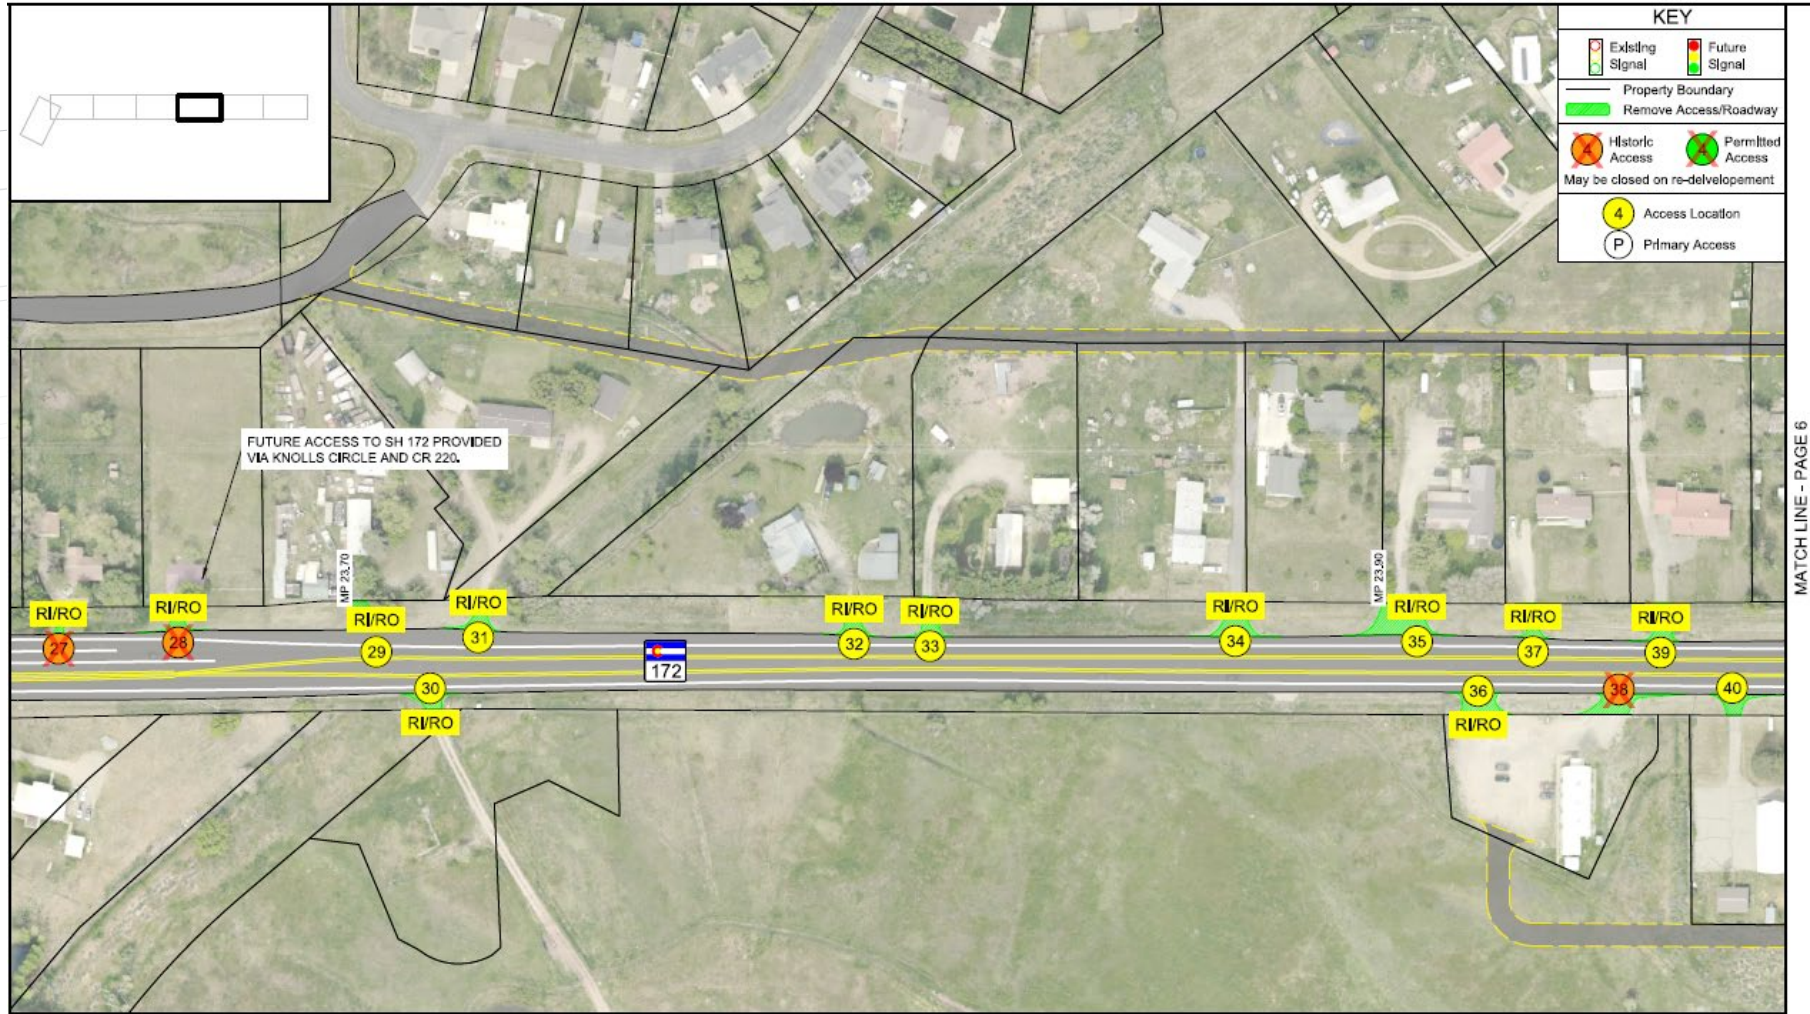 KEY
Existing Signal
Future Signal
Property Boundary
Remove Access/Roadway
4
Historic Access
4
Permitted Access
May be closed on re-delvelopement
4
Access Location
P
Primary Access
FUTURE ACCESS TO SH 172 PROVIDED
VIA KNOLLS CIRCLE AND CR 220.
MP 23.70
MP 23.90
RI/RO
RI/RO
RI/RO
RI/RO
RI/RO
RI/RO
RI/RO
RI/RO
RI/RO
RI/RO
27
28
29
31
172
32
33
34
35
37
39
30
36
38
40
RI/RO
RI/RO
MATCH LINE - PAGE 6